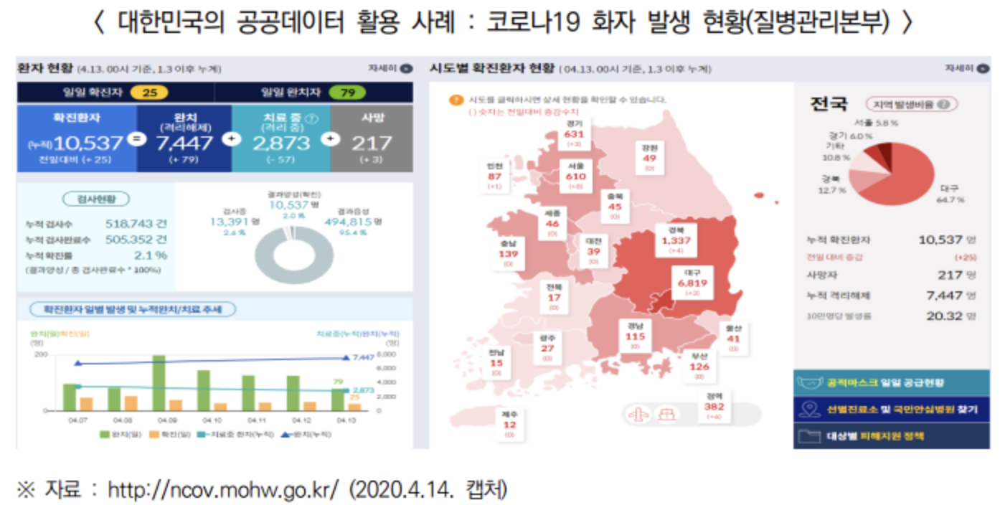 < 대한민국의 공공데이터 활용 사례 : 코로나19 화자 발생 현황(질병관리본부) >
환자 현황 (4.13. 00시 기준, 1.3 이후 누계)
자세히
일일 확진자 25
일일 완치자 79
확진환자
(누적)10,537
전일대비 (+ 25)
=
완치
(격리해제)
7,447
(+ 79)
+
치료 중 ?
(격리 중)
2,873
(- 57)
+
사망
217
(+ 3)
검사현황
누적 검사수 518,743 건
누적 검사완료수 505,352 건
누적 확진률 2.1 %
(결과양성 / 총 검사완료수 * 100%)
결과양성(확진)
10,537 명
2.0 %
검사중
13,391 명
2.6 %
결과음성
494,815 명
95.4 %
확진환자 일별 발생 및 누적완치/치료 추세
완치(일)확진(일)
(명)
치료중(누적)완치(누적)
(명)
200
0
8,000
6,000
4,000
2,000
0
7,447
2,873
79
25
04.07 04.08 04.09 04.10 04.11 04.12 04.13
완치(일) 확진(일) 치료중 환자(누적) 완치(누적)
시도별 확진환자 현황 ( 04.13. 00시 기준, 1.3 이후 누계)
자세히
? 시도를 클릭하시면 상세 현황을 확인할 수 있습니다.
( ) 숫자는 전일대비 증감수치
경기
631
(+3)
강원
49
(0)
인천
87
(+1)
서울
610
(+8)
충북
45
(0)
세종
46
(0)
경북
1,337
(+4)
충남
139
(0)
대전
39
(0)
대구
6,819
(+3)
전북
17
(0)
경남
115
(0)
울산
41
(0)
광주
27
(0)
전남
15
(0)
부산
126
(0)
검역
382
(+6)
제주
12
(0)
전국
지역 발생비율 ?
서울 5.8 %
경기 6.0 %
기타
10.8 %
경북
12.7 %
대구
64.7 %
누적 확진환자 10,537 명
전일 대비 증감 (+25)
사망자 217 명
누적 격리해제 7,447 명
10만명당 발생률 20.32 명
공적마스크 일일 공급현황
선별진료소 및 국민안심병원 찾기
대상별 피해지원 정책
※ 자료 : http://ncov.mohw.go.kr/ (2020.4.14. 캡처)